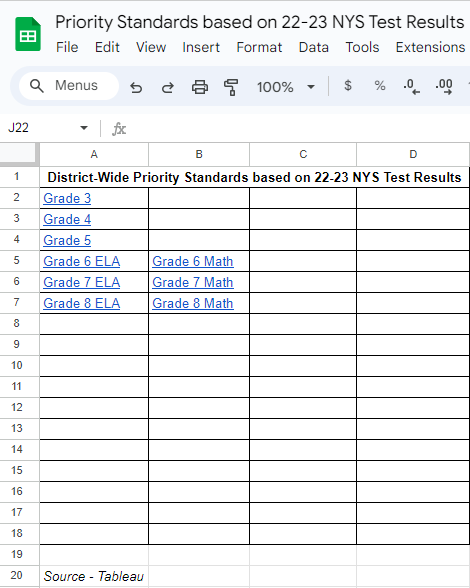 Priority Standards based on 22-23 NYS Test Results
File Edit View Insert Format Data Tools Extensions
Menus 100% $ % .0 .00
J22 fx
A B C D
1 District-Wide Priority Standards based on 22-23 NYS Test Results
2 Grade 3
3 Grade 4
4 Grade 5
5 Grade 6 ELA Grade 6 Math
6 Grade 7 ELA Grade 7 Math
7 Grade 8 ELA Grade 8 Math
8
9
10
11
12
13
14
15
16
17
18
19
20 Source - Tableau